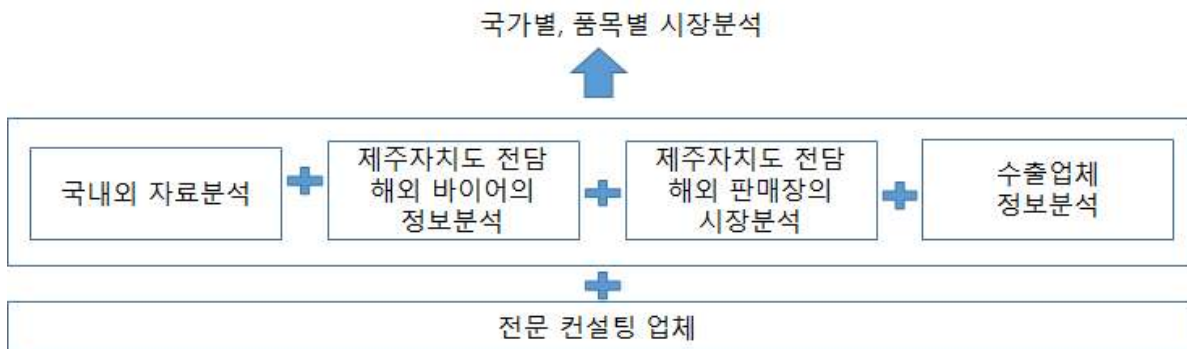 국가별, 품목별 시장분석
국내외 자료분석
제주자치도 전담
해외 바이어의
정보분석
제주자치도 전담
해외 판매장의
시장분석
수출업체
정보분석
전문 컨설팅 업체